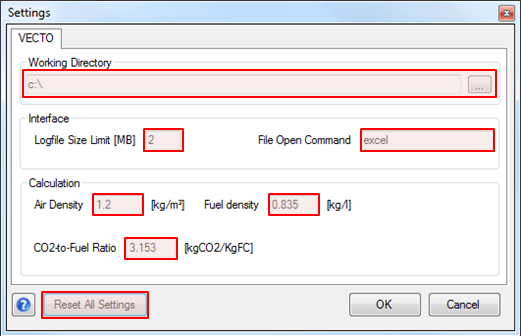 Settings
VECTO
Working Directory
c:\
...
Interface
Logfile Size Limit [MB] 2 File Open Command excel
Calculation
Air Density 1.2 [kg/m³] Fuel density 0.835 [kg/l]
CO2-to-Fuel Ratio 3.153 [kgCO2/KgFC]
? Reset All Settings OK Cancel